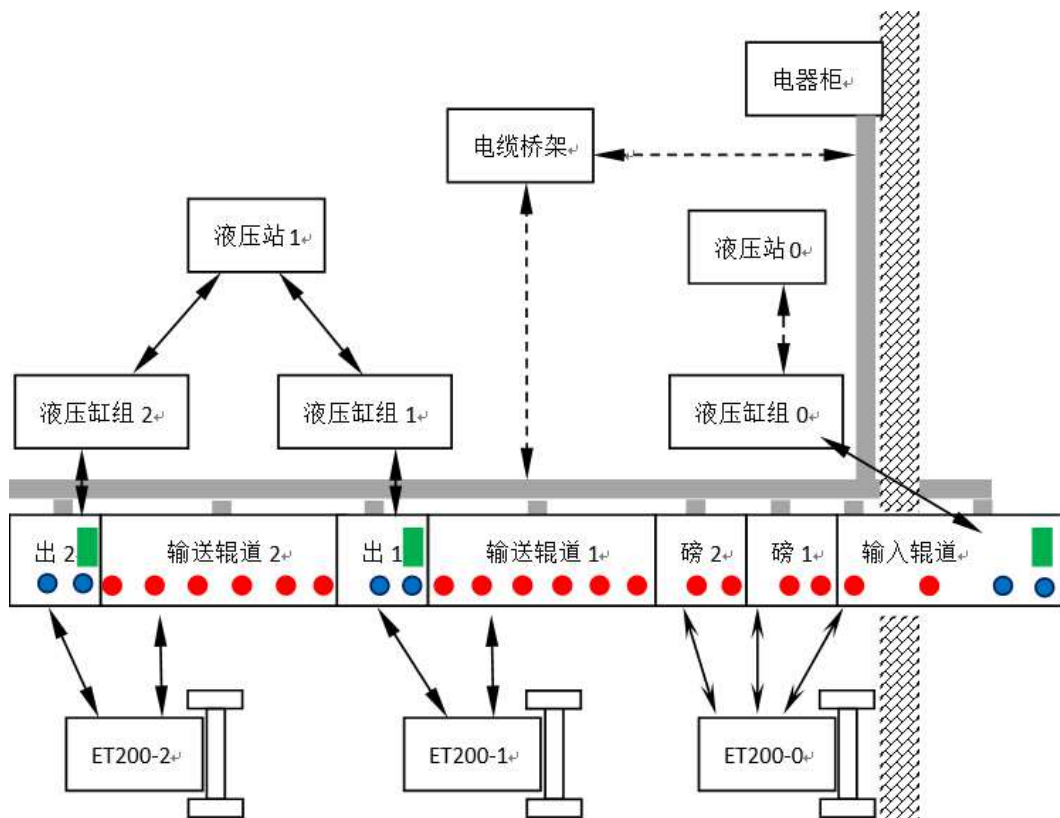 电器柜
电缆桥架
液压站 1
液压站 0
液压缸组 2
液压缸组 1
液压缸组 0
出 2
输送辊道 2
出 1
输送辊道 1
磅 2
磅 1
输入辊道
ET200-2
ET200-1
ET200-0